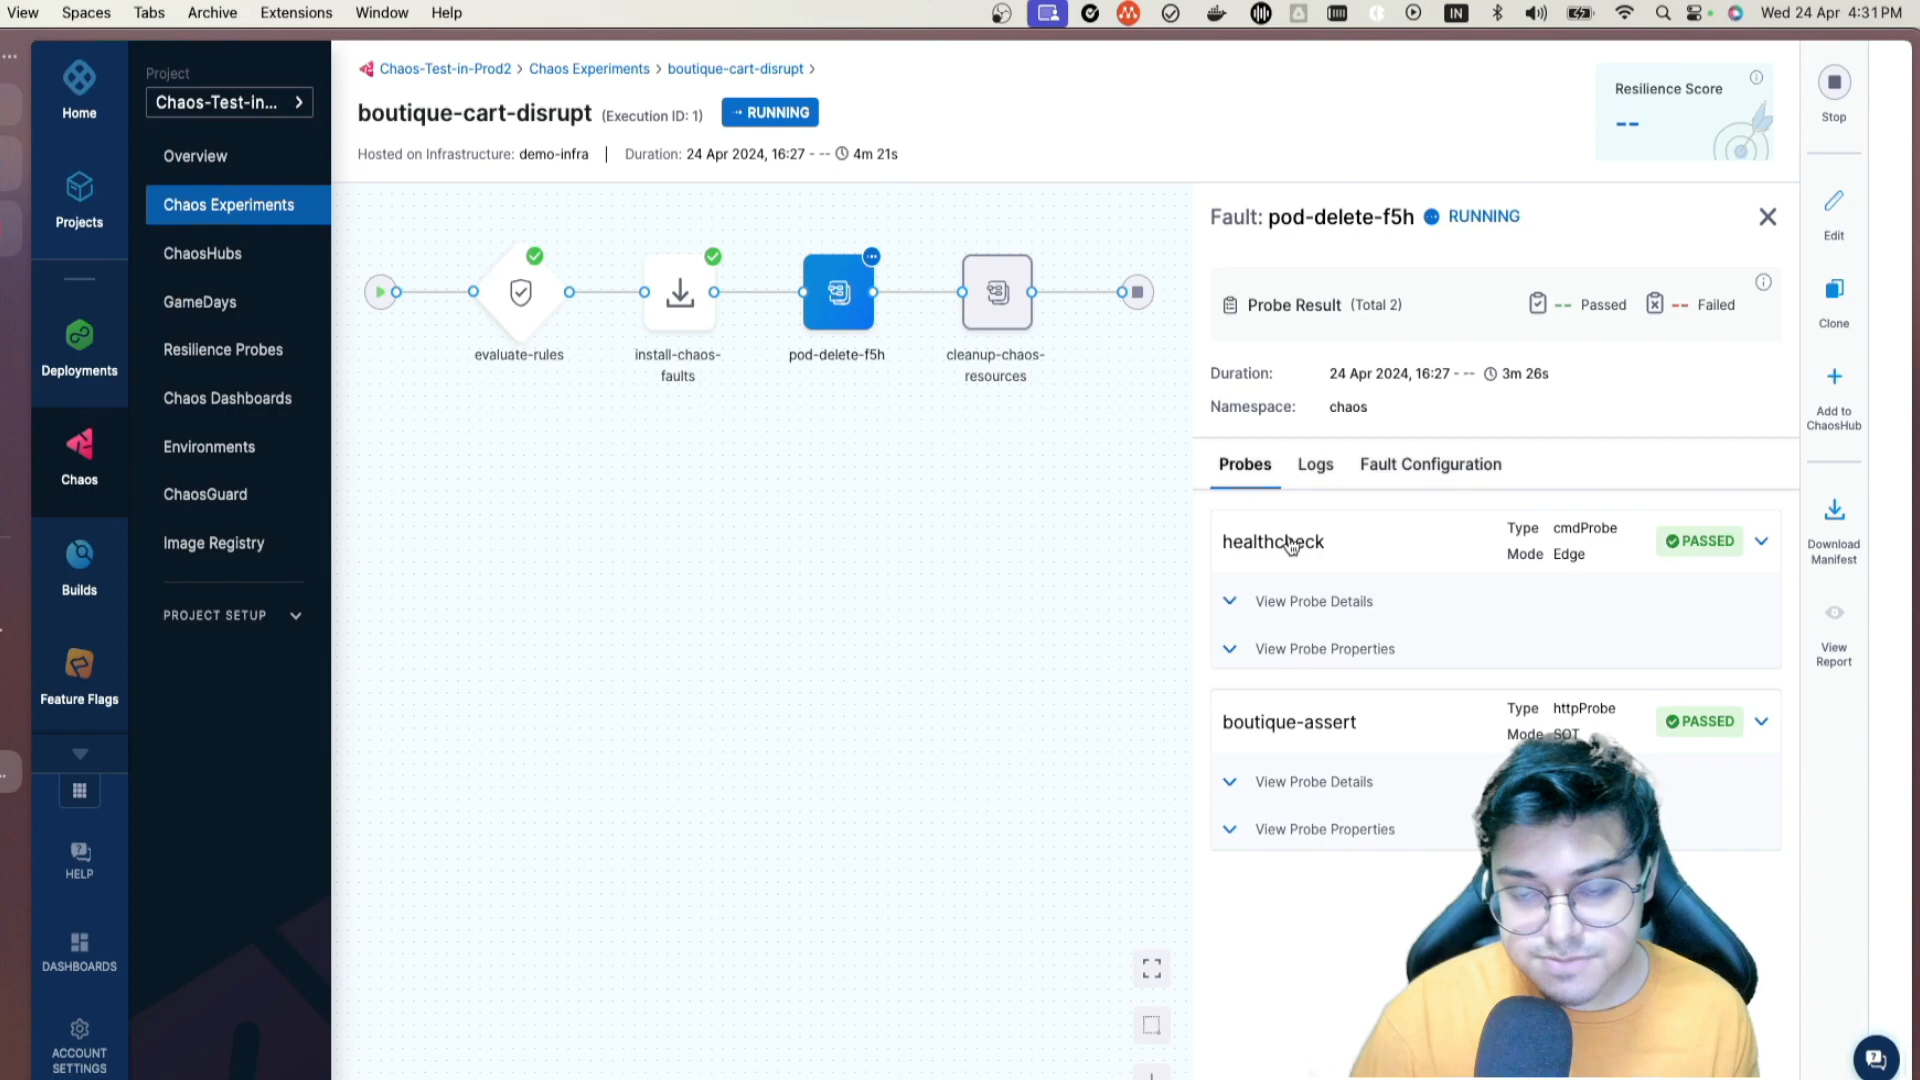 View Spaces Tabs Archive Extensions Window Help
IN
Wed 24 Apr 4:31 PM
Home
Projects
Deployments
Chaos
Builds
Feature Flags
HELP
DASHBOARDS
ACCOUNT
SETTINGS
Project
Chaos-Test-in...
Overview
Chaos Experiments
ChaosHubs
GameDays
Resilience Probes
Chaos Dashboards
Environments
ChaosGuard
Image Registry
PROJECT SETUP
Chaos-Test-in-Prod2 > Chaos Experiments > boutique-cart-disrupt >
boutique-cart-disrupt (Execution ID: 1) RUNNING
Hosted on Infrastructure: demo-infra | Duration: 24 Apr 2024, 16:27 - -- 4m 21s
Resilience Score
--
evaluate-rules
install-chaos-
faults
pod-delete-f5h
cleanup-chaos-
resources
Fault: pod-delete-f5h RUNNING
Probe Result (Total 2) -- Passed -- Failed
Duration: 24 Apr 2024, 16:27 - -- 3m 26s
Namespace: chaos
Probes Logs Fault Configuration
healthcheck
Type cmdProbe
Mode Edge
PASSED
View Probe Details
View Probe Properties
boutique-assert
Type httpProbe
Mode SOT
PASSED
View Probe Details
View Probe Properties
Stop
Edit
Clone
Add to
ChaosHub
Download
Manifest
View
Report